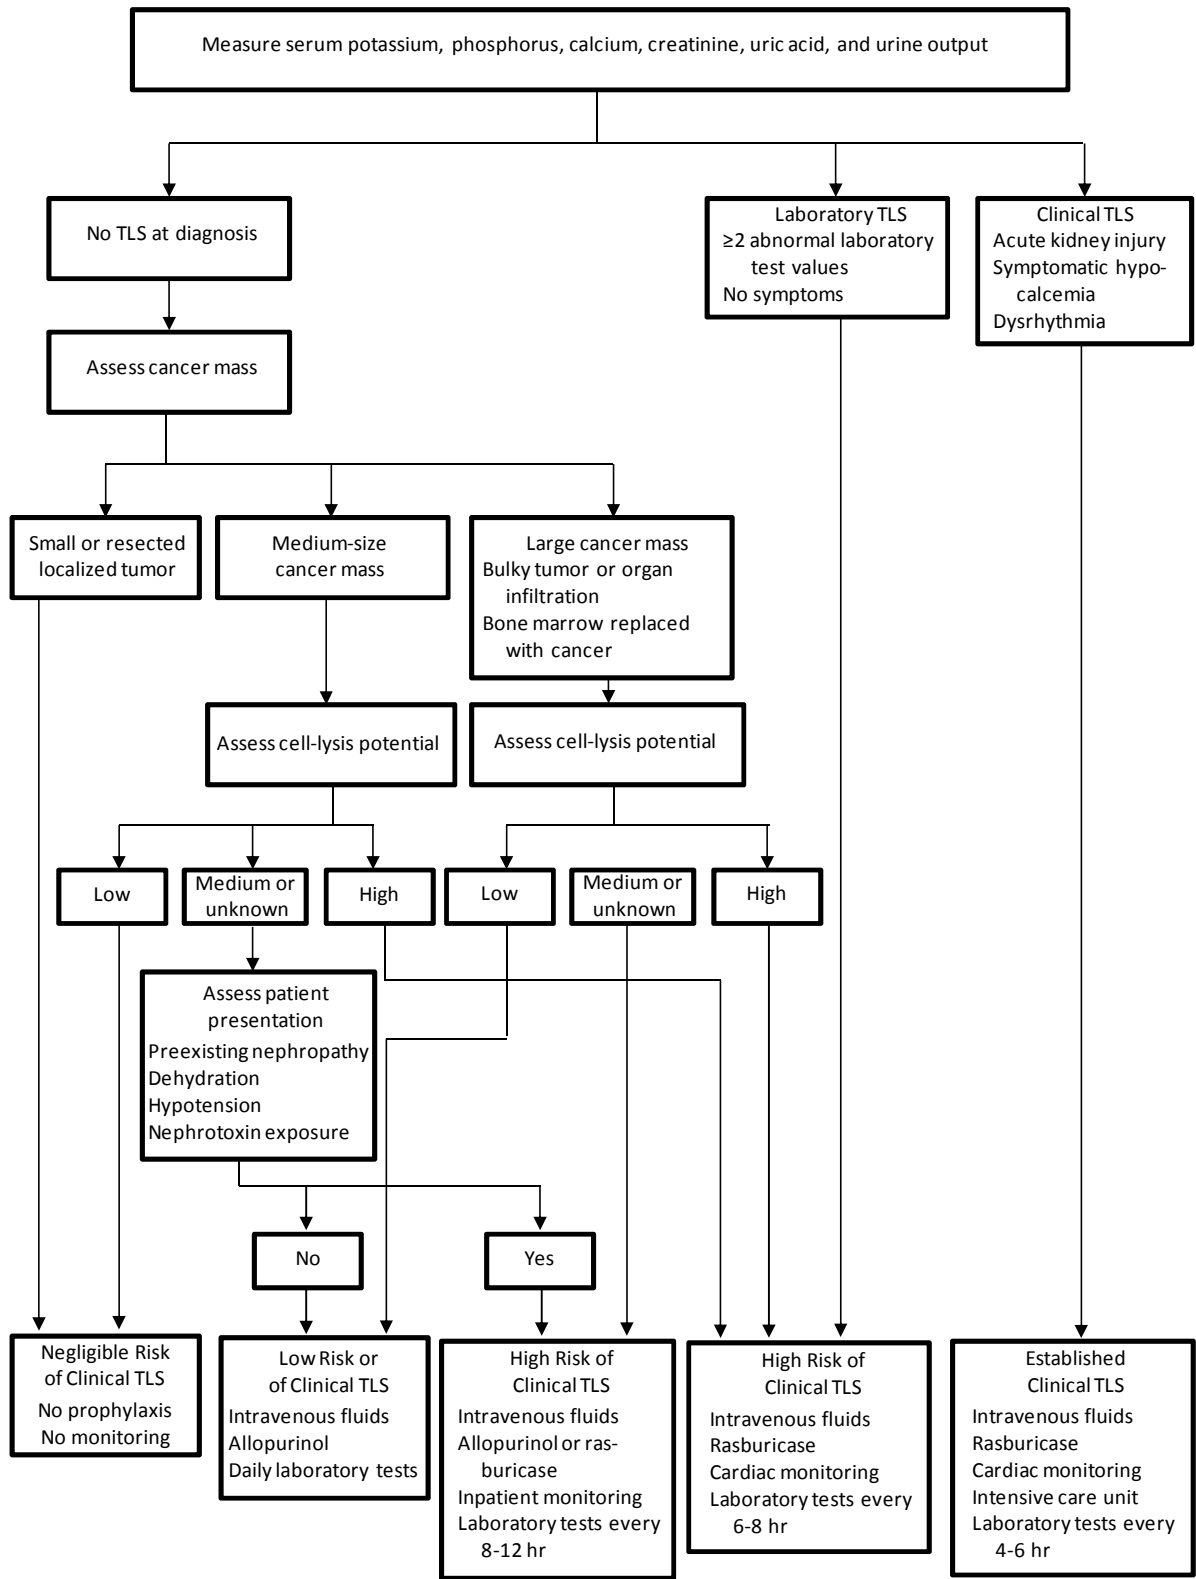 Measure serum potassium, phosphorus, calcium, creatinine, uric acid, and urine output
No TLS at diagnosis
Laboratory TLS
≥2 abnormal laboratory
test values
No symptoms
Clinical TLS
Acute kidney injury
Symptomatic hypo-
calcemia
Dysrhythmia
Assess cancer mass
Small or resected
localized tumor
Medium-size
cancer mass
Large cancer mass
Bulky tumor or organ
infiltration
Bone marrow replaced
with cancer
Assess cell-lysis potential
Assess cell-lysis potential
Low
Medium or
unknown
High
Low
Medium or
unknown
High
Assess patient
presentation
Preexisting nephropathy
Dehydration
Hypotension
Nephrotoxin exposure
No
Yes
Negligible Risk
of Clinical TLS
No prophylaxis
No monitoring
Low Risk or
of Clinical TLS
Intravenous fluids
Allopurinol
Daily laboratory tests
High Risk of
Clinical TLS
Intravenous fluids
Allopurinol or ras-
buricase
Inpatient monitoring
Laboratory tests every
8-12 hr
High Risk of
Clinical TLS
Intravenous fluids
Rasburicase
Cardiac monitoring
Laboratory tests every
6-8 hr
Established
Clinical TLS
Intravenous fluids
Rasburicase
Cardiac monitoring
Intensive care unit
Laboratory tests every
4-6 hr